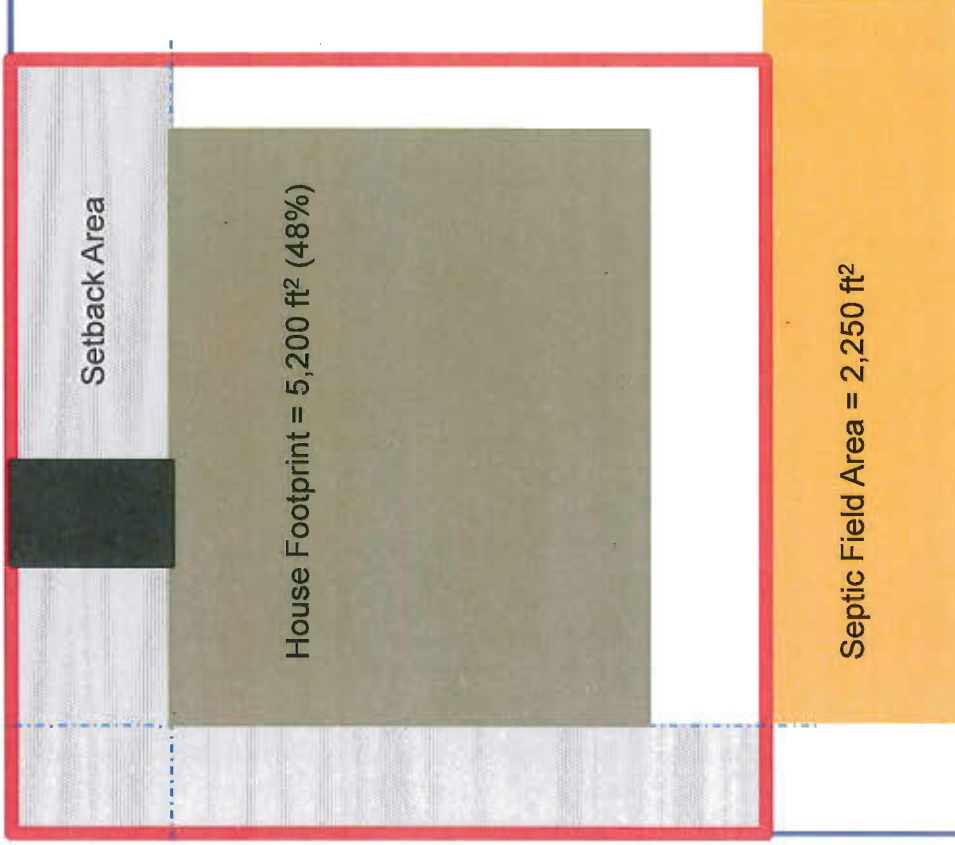 Setback Area
House Footprint = 5,200 ft² (48%)
Septic Field Area = 2,250 ft²